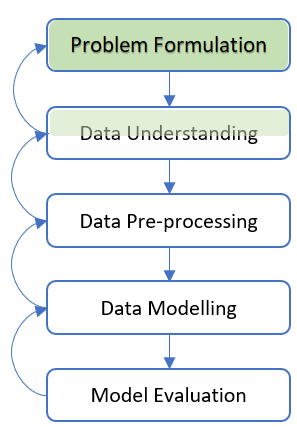 Problem Formulation
Data Understanding
Data Pre-processing
Data Modelling
Model Evaluation